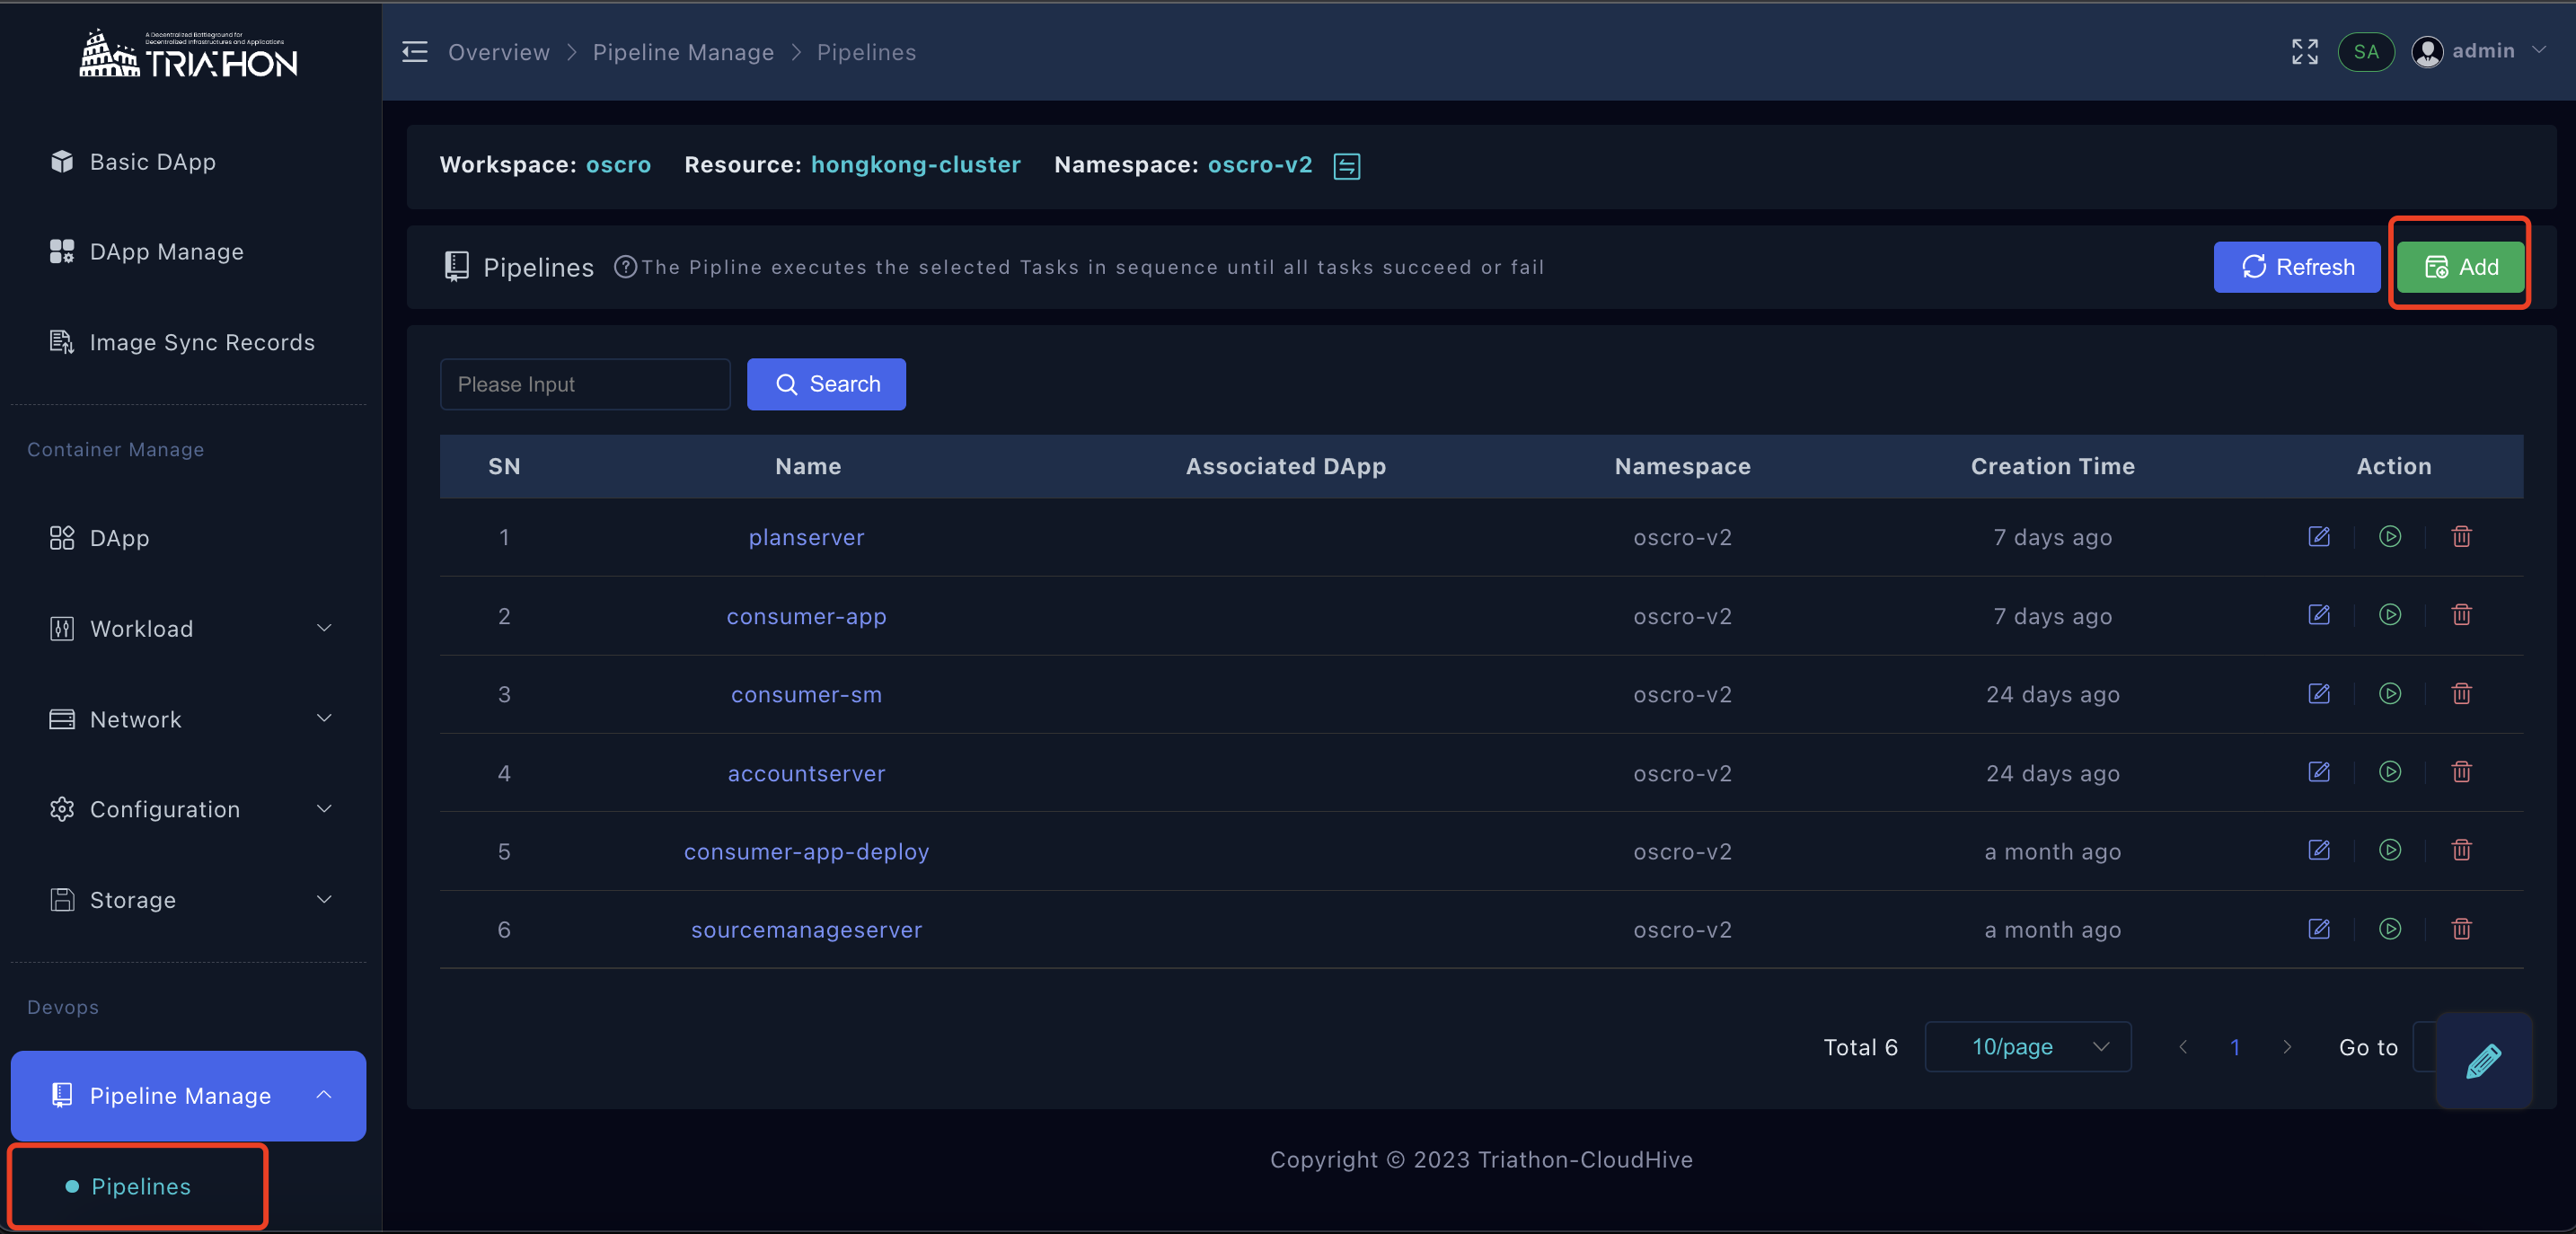 A Decentralized Battleground for
Decentralized Infrastructures and Applications
TRIATHON
Overview > Pipeline Manage > Pipelines
SA
admin
Basic DApp
DApp Manage
Image Sync Records
Container Manage
DApp
Workload
Network
Configuration
Storage
Devops
Pipeline Manage
Pipelines
Workspace: oscro Resource: hongkong-cluster Namespace: oscro-v2
Pipelines The Pipline executes the selected Tasks in sequence until all tasks succeed or fail
Refresh
Add
Please Input
Search
SN Name Associated DApp Namespace Creation Time Action
1 planserver oscro-v2 7 days ago
2 consumer-app oscro-v2 7 days ago
3 consumer-sm oscro-v2 24 days ago
4 accountserver oscro-v2 24 days ago
5 consumer-app-deploy oscro-v2 a month ago
6 sourcemanageserver oscro-v2 a month ago
Total 6 10/page < 1 > Go to
Copyright © 2023 Triathon-CloudHive